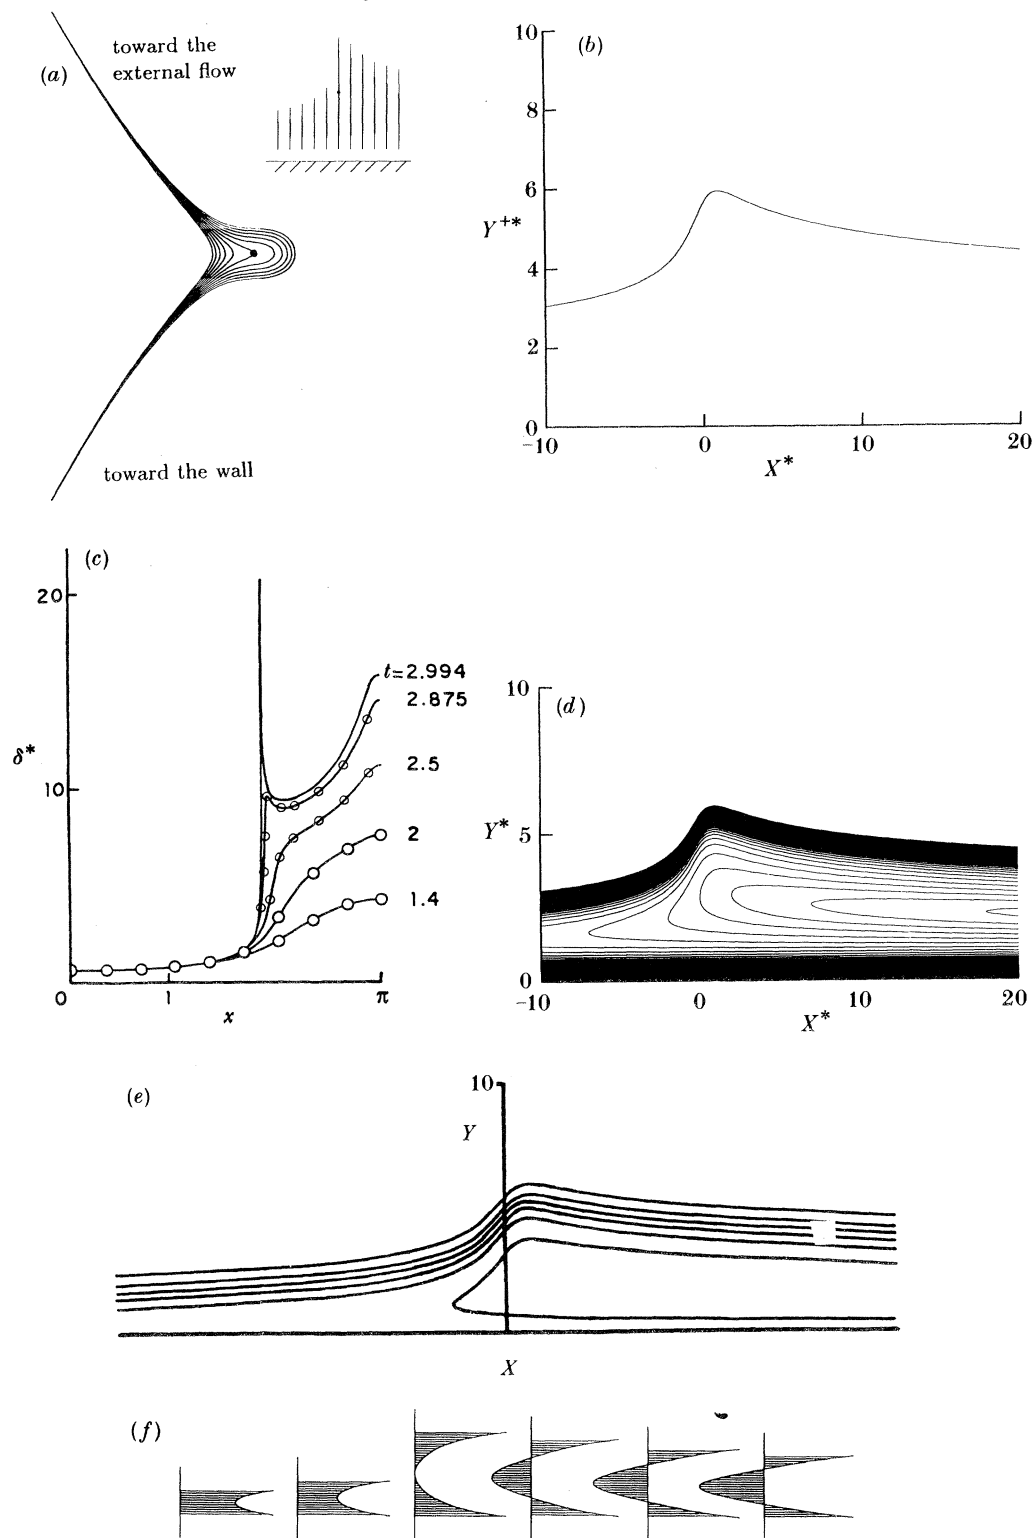 (a)
toward the
external flow
toward the wall
(b)
10
8
6
4
2
0
Y+*
-10
0
10
20
X*
(c)
20
10
δ*
t=2.994
2.875
2.5
2
1.4
0
1
π
x
(d)
10
5
0
Y*
-10
0
10
20
X*
(e)
10
Y
X
(f)